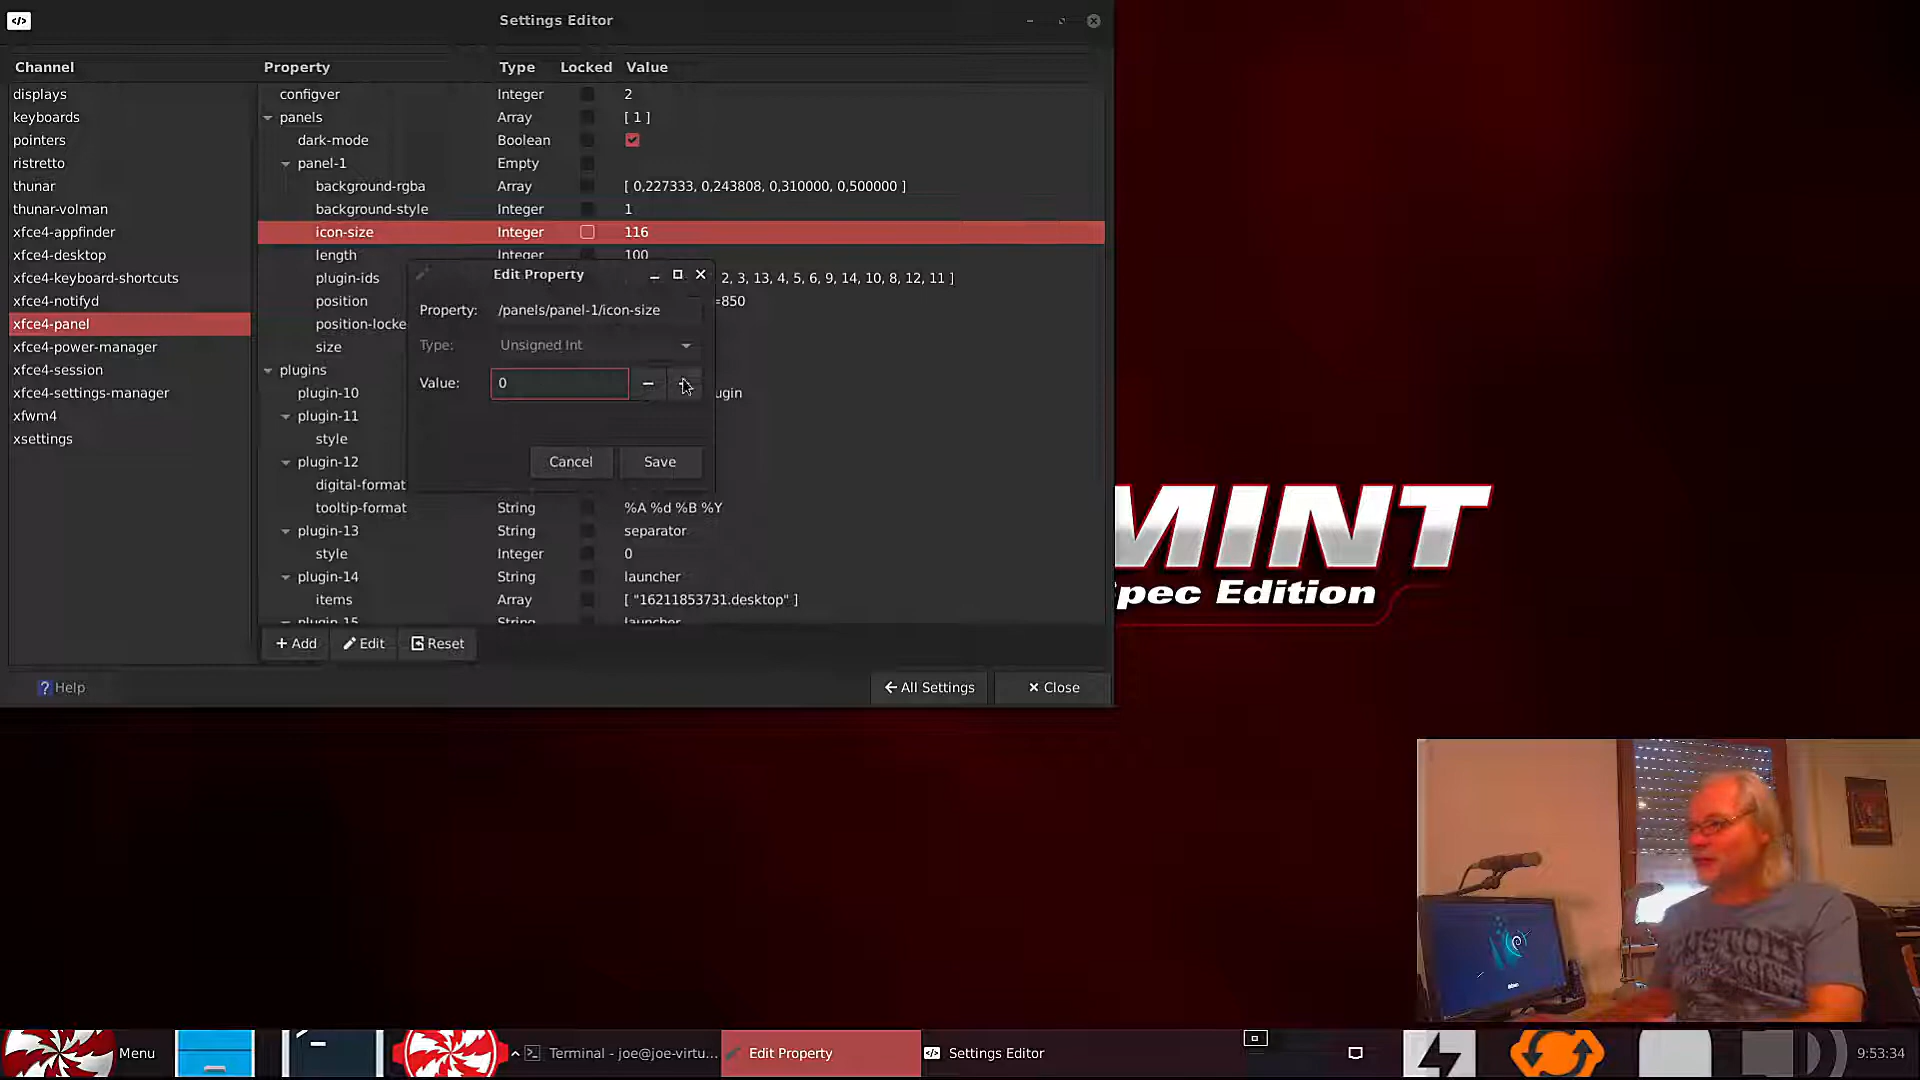 Settings Editor
Channel Property Type Locked Value
displays
keyboards
pointers
ristretto
thunar
thunar-volman
xfce4-appfinder
xfce4-desktop
xfce4-keyboard-shortcuts
xfce4-notifyd
xfce4-panel
xfce4-power-manager
xfce4-session
xfce4-settings-manager
xfwm4
xsettings
configver Integer 2
panels Array [ 1 ]
dark-mode Boolean
panel-1 Empty
background-rgba Array [ 0,227333, 0,243808, 0,310000, 0,500000 ]
background-style Integer 1
icon-size Integer 116
length Integer 100
plugin-ids 2, 3, 13, 4, 5, 6, 9, 14, 10, 8, 12, 11 ]
position =850
position-locke
size
plugins
plugin-10 ugin
plugin-11
style
plugin-12
digital-format
tooltip-format String %A %d %B %Y
plugin-13 String separator
style Integer 0
plugin-14 String launcher
items Array [ "16211853731.desktop" ]
plugin-15 String launcher
Edit Property
Property: /panels/panel-1/icon-size
Type: Unsigned Int
Value: 0
Cancel Save
Add Edit Reset
Help All Settings Close
MINT
pec Edition
Menu Terminal - joe@joe-virtu... Edit Property Settings Editor 9:53:34